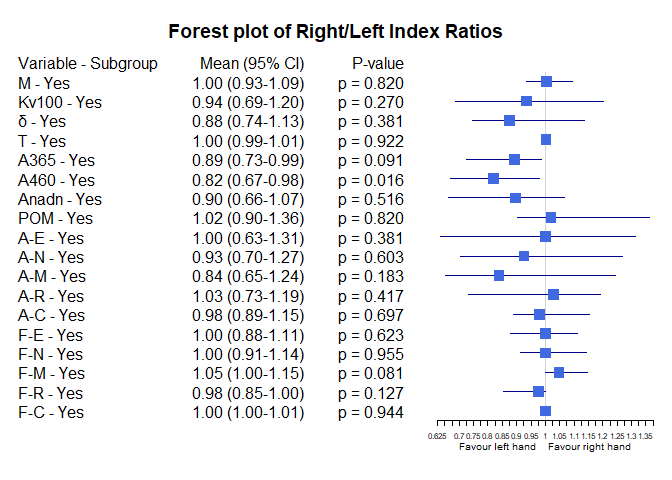 Forest plot of Right/Left Index Ratios
Variable - Subgroup Mean (95% CI) P-value
M - Yes 1.00 (0.93-1.09) p = 0.820
Kv100 - Yes 0.94 (0.69-1.20) p = 0.270
δ - Yes 0.88 (0.74-1.13) p = 0.381
T - Yes 1.00 (0.99-1.01) p = 0.922
A365 - Yes 0.89 (0.73-0.99) p = 0.091
A460 - Yes 0.82 (0.67-0.98) p = 0.016
Anadn - Yes 0.90 (0.66-1.07) p = 0.516
POM - Yes 1.02 (0.90-1.36) p = 0.820
A-E - Yes 1.00 (0.63-1.31) p = 0.381
A-N - Yes 0.93 (0.70-1.27) p = 0.603
A-M - Yes 0.84 (0.65-1.24) p = 0.183
A-R - Yes 1.03 (0.73-1.19) p = 0.417
A-C - Yes 0.98 (0.89-1.15) p = 0.697
F-E - Yes 1.00 (0.88-1.11) p = 0.623
F-N - Yes 1.00 (0.91-1.14) p = 0.955
F-M - Yes 1.05 (1.00-1.15) p = 0.081
F-R - Yes 0.98 (0.85-1.00) p = 0.127
F-C - Yes 1.00 (1.00-1.01) p = 0.944
0.625 0.7 0.75 0.8 0.85 0.9 0.95 1 1.05 1.1 1.15 1.2 1.25 1.3 1.35
Favour left hand Favour right hand